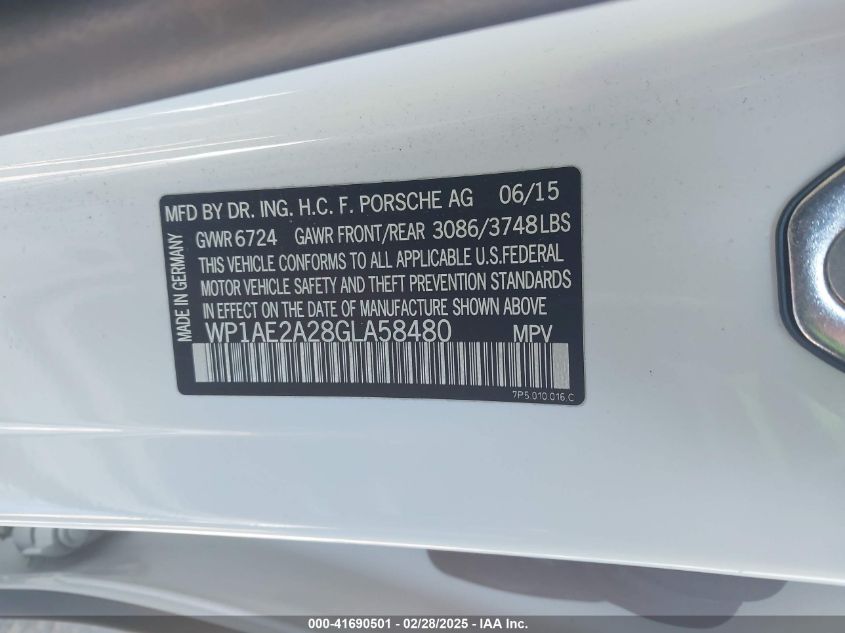 MFD BY DR. ING. H.C. F. PORSCHE AG 06/15
GVWR 6724 GAWR FRONT/REAR 3086/3748 LBS
THIS VEHICLE CONFORMS TO ALL APPLICABLE U.S. FEDERAL
MOTOR VEHICLE SAFETY AND THEFT PREVENTION STANDARDS
IN EFFECT ON THE DATE OF MANUFACTURE SHOWN ABOVE
WP1AE2A28GLA58480 MPV
7P5.010.016.C
MADE IN GERMANY
000-41690501 - 02/28/2025 - IAA Inc.